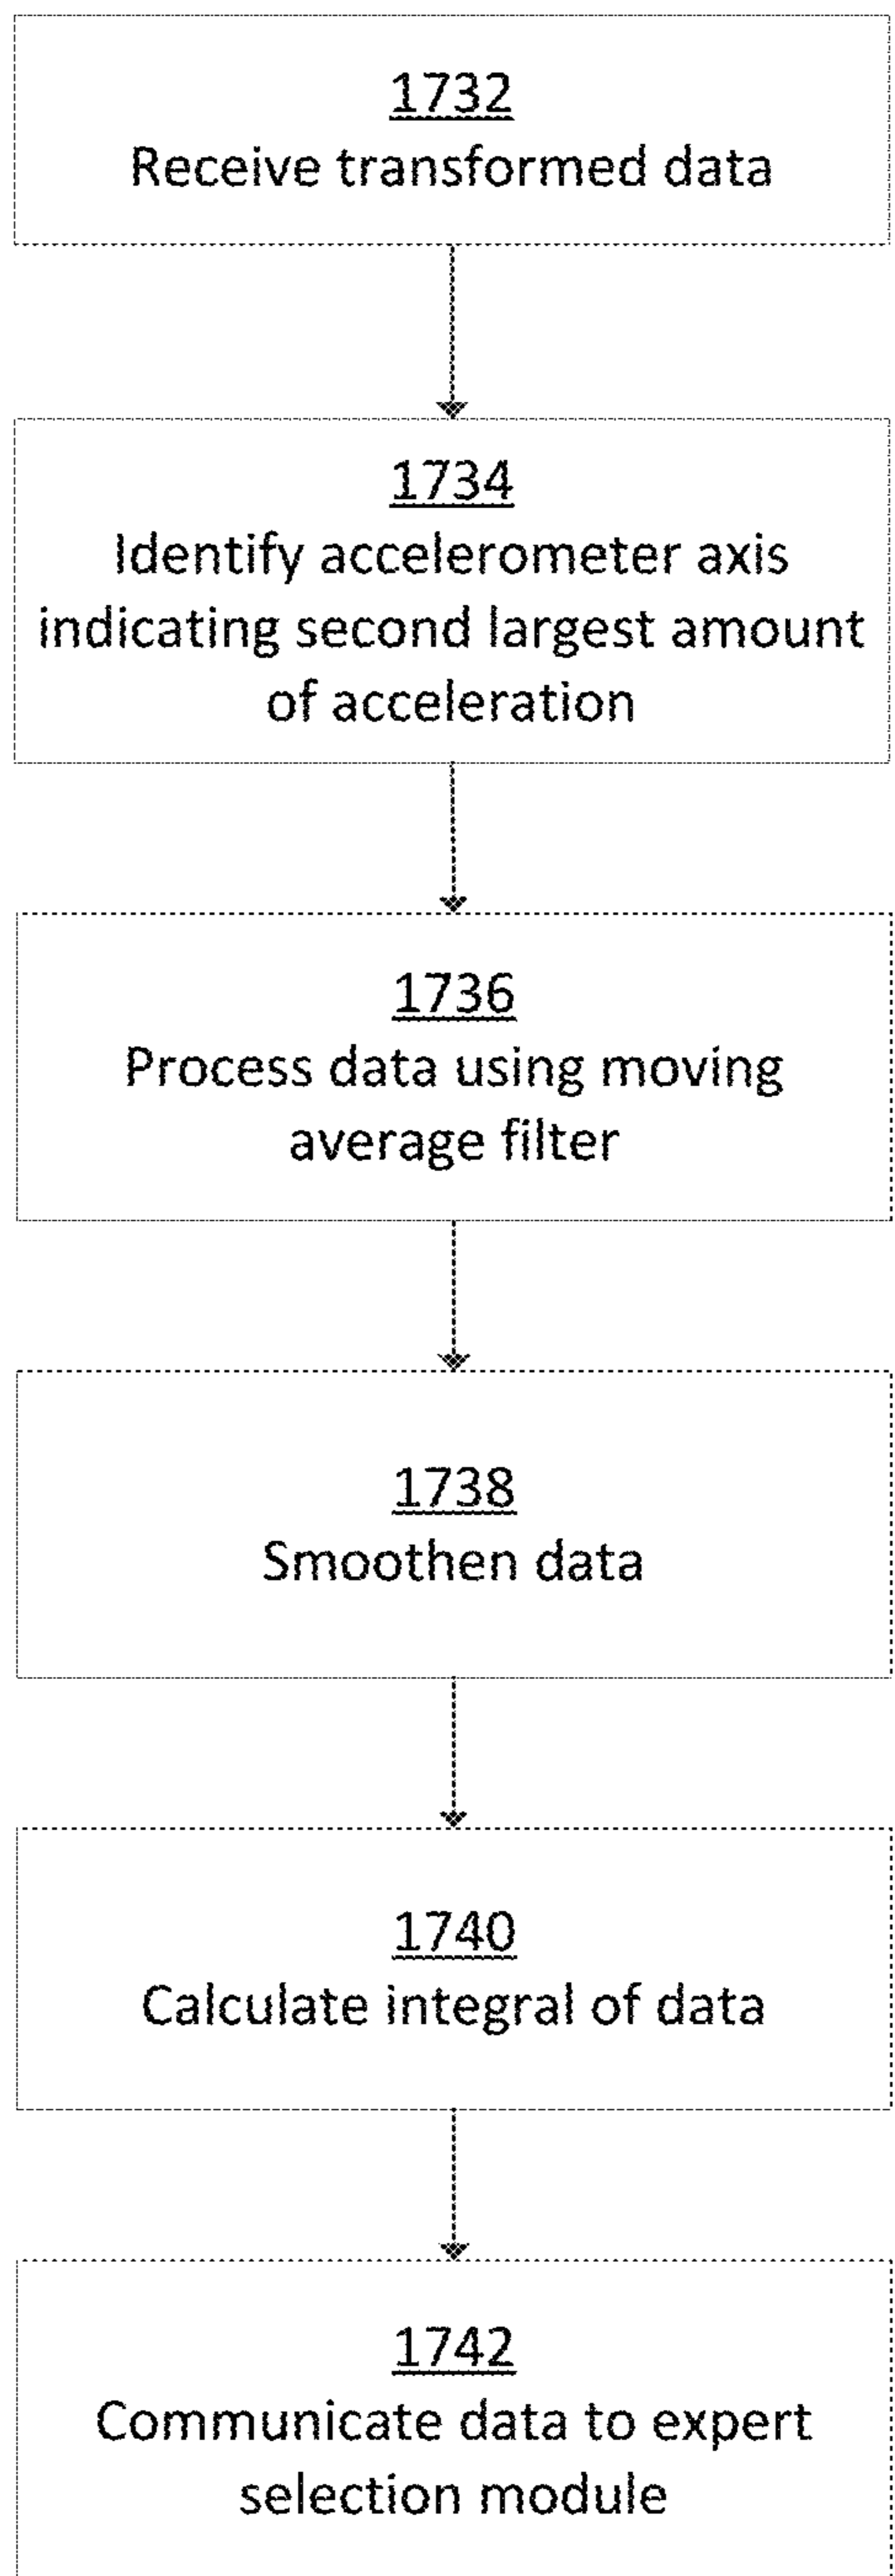 1732
Receive transformed data
1734
Identify accelerometer axis
indicating second largest amount
of acceleration
1736
Process data using moving
average filter
1738
Smoothen data
1740
Calculate integral of data
1742
Communicate data to expert
selection module